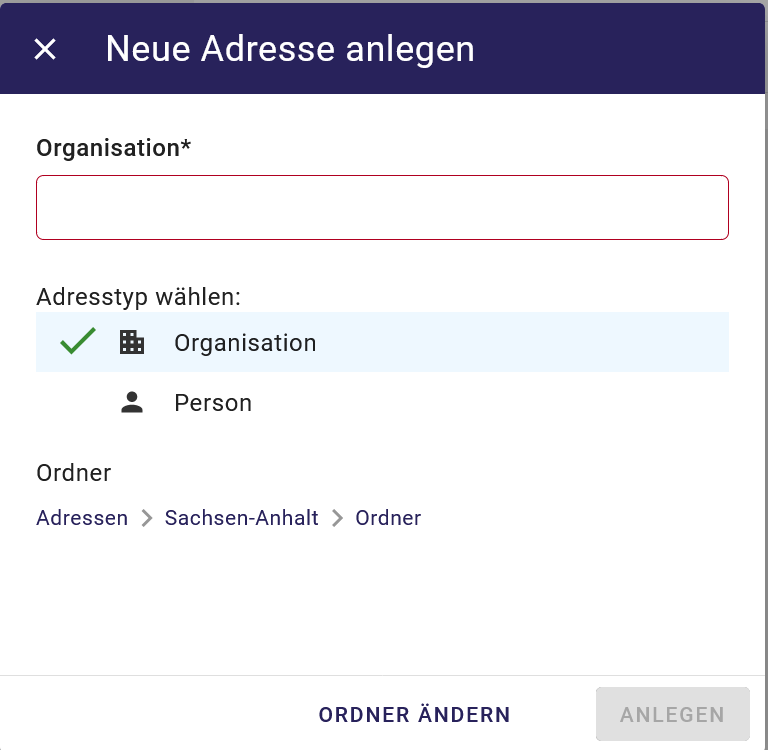 Neue Adresse anlegen
Organisation*
Adresstyp wählen:
Organisation
Person
Ordner
Adressen > Sachsen-Anhalt > Ordner
ORDNER ÄNDERN ANLEGEN